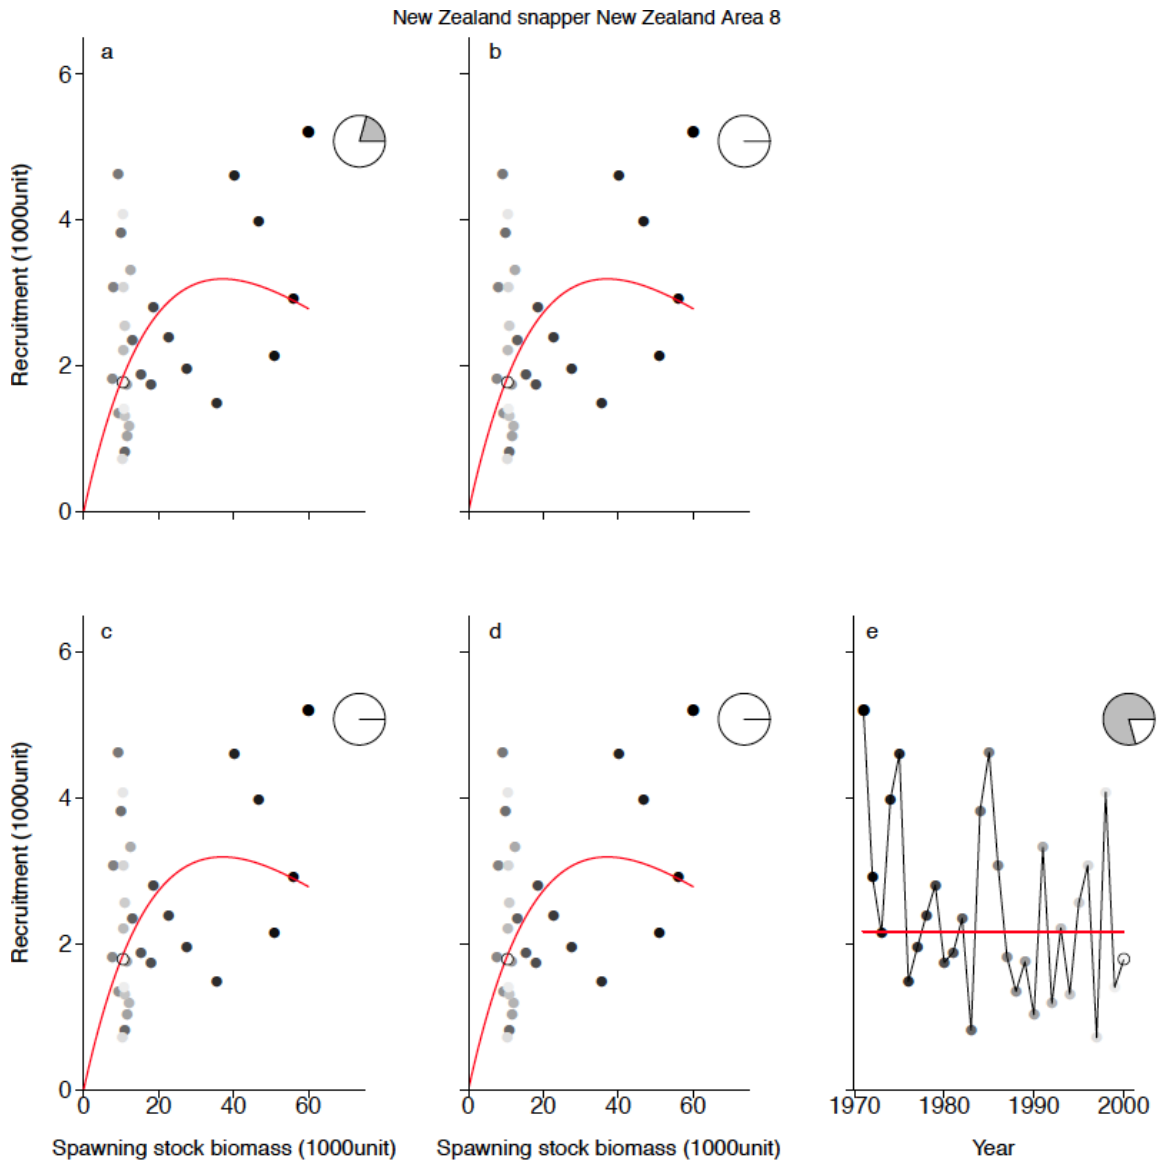 New Zealand snapper New Zealand Area 8
a
b
6
4
2
0
Recruitment (1000unit)
c
d
e
6
4
2
0
Recruitment (1000unit)
0 20 40 60
0 20 40 60
1970 1980 1990 2000
Spawning stock biomass (1000unit)
Spawning stock biomass (1000unit)
Year